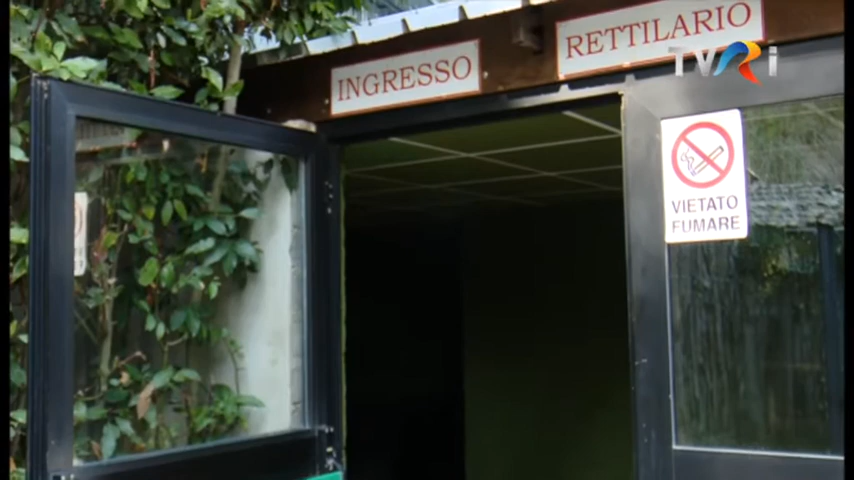 INGRESSO
RETTILARIO
TVR i
VIETATO
FUMARE